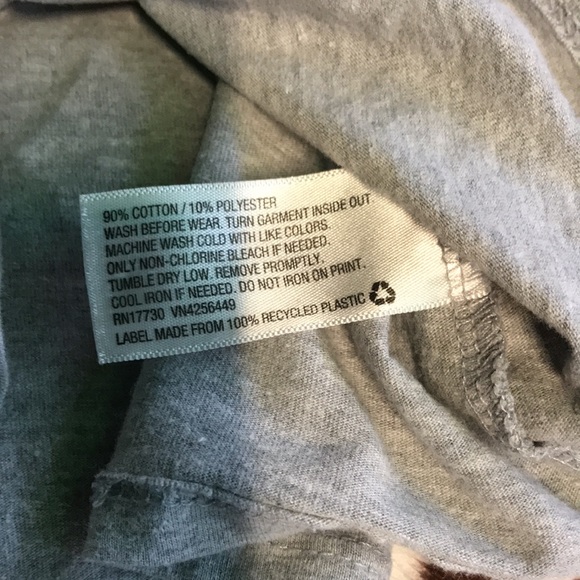 90% COTTON / 10% POLYESTER
WASH BEFORE WEAR. TURN GARMENT INSIDE OUT.
MACHINE WASH COLD WITH LIKE COLORS.
ONLY NON-CHLORINE BLEACH IF NEEDED.
TUMBLE DRY LOW. REMOVE PROMPTLY.
COOL IRON IF NEEDED. DO NOT IRON ON PRINT.
RN17730 VN4256449
LABEL MADE FROM 100% RECYCLED PLASTIC